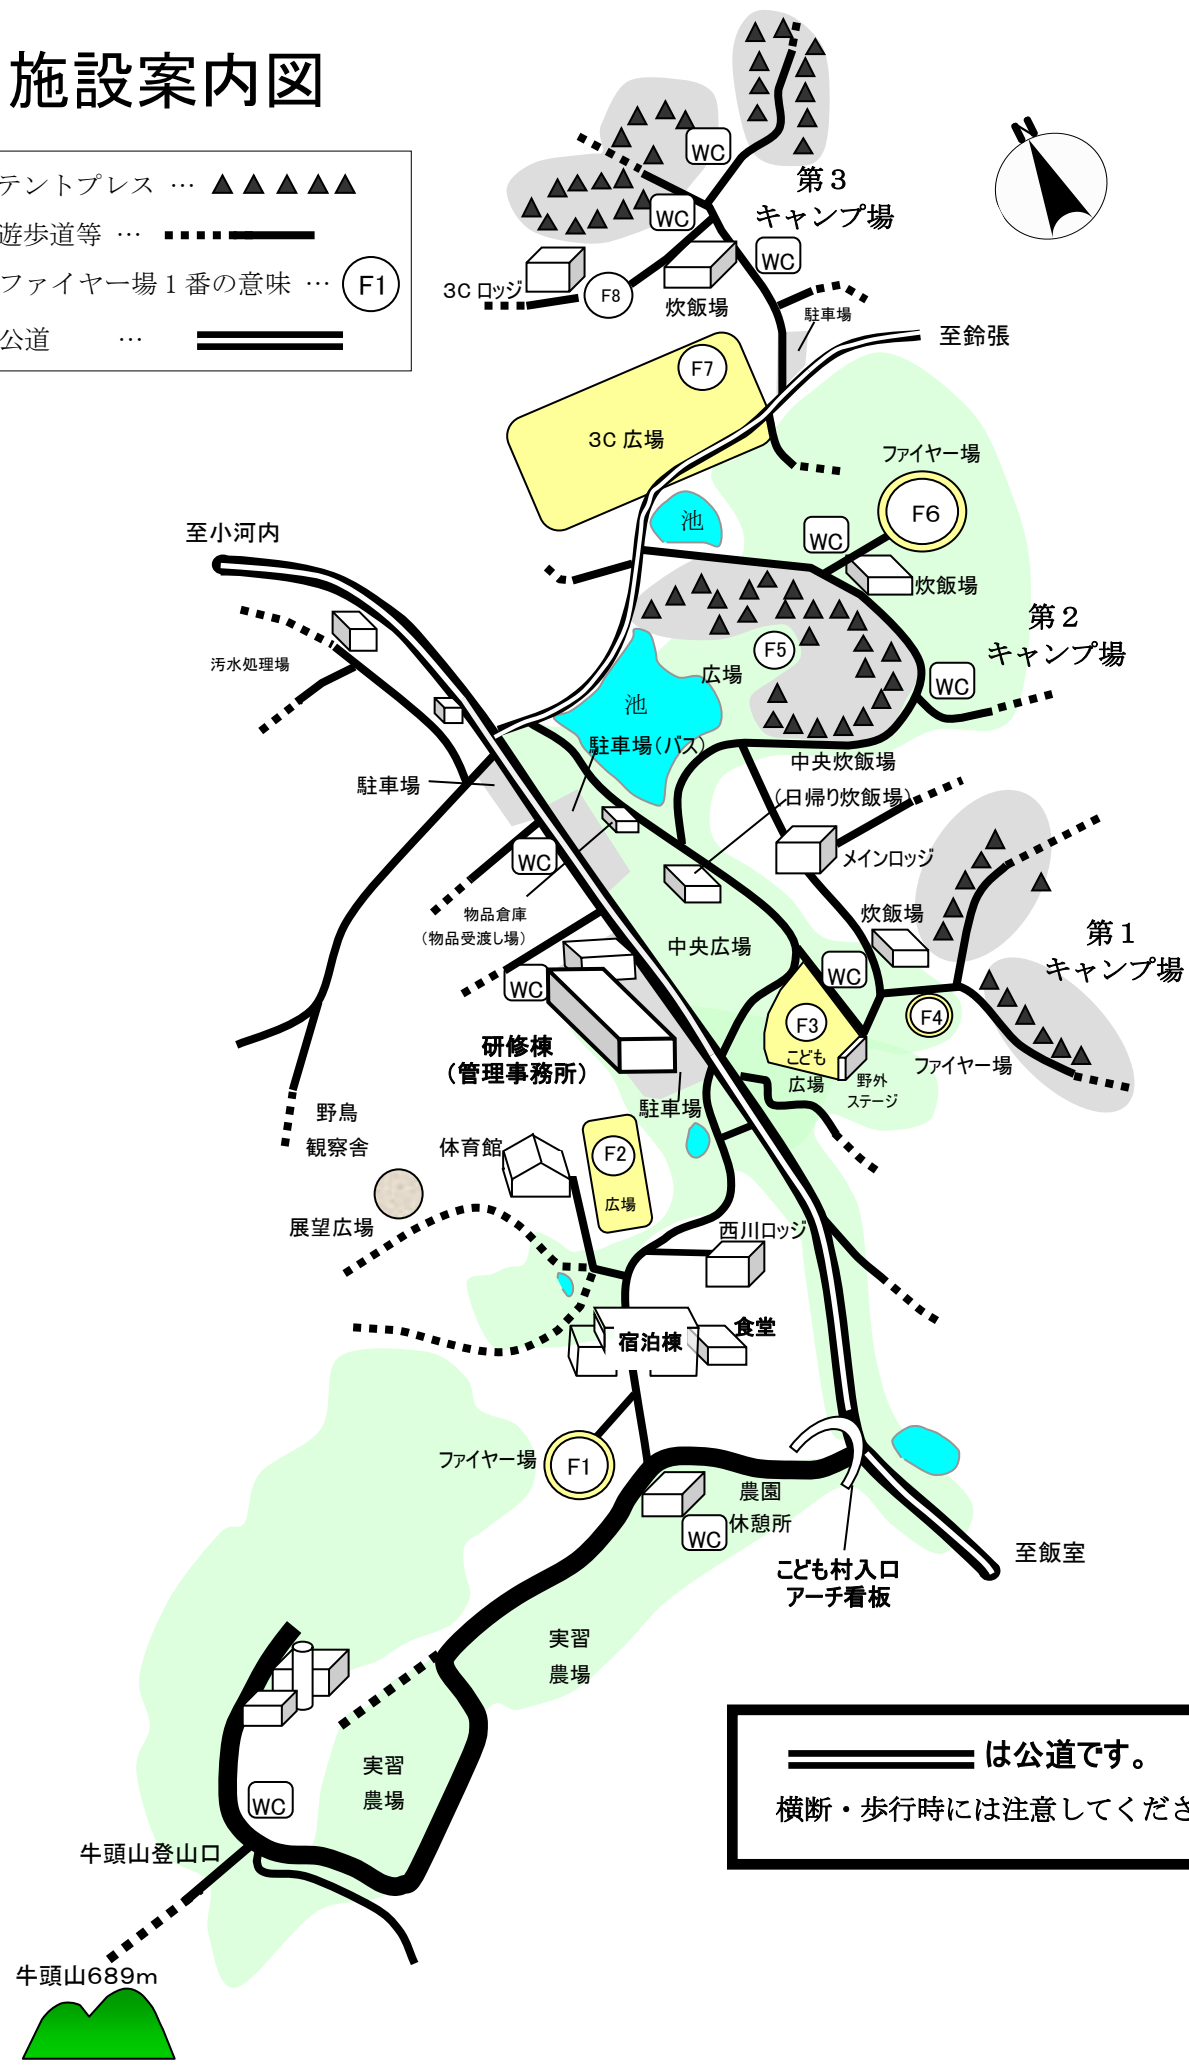 施設案内図
テントプレス … 
遊歩道等 …
ファイヤー場１番の意味 … F1
公道 …
N
第３
キャンプ場
WC
WC
WC
3C ロッジ
F8
炊飯場
駐車場
至鈴張
F7
3C 広場
ファイヤー場
F6
池
WC
炊飯場
至小河内
第２
キャンプ場
F5
広場
WC
汚水処理場
池
駐車場(バス)
中央炊飯場
(日帰り炊飯場)
駐車場
メインロッジ
WC
物品倉庫
(物品受渡し場)
炊飯場
第１
キャンプ場
中央広場
WC
WC
F3
こども
広場
F4
ファイヤー場
野外
ステージ
研修棟
(管理事務所)
駐車場
野鳥
観察舎
体育館
F2
広場
展望広場
西川ロッジ
宿泊棟
食堂
ファイヤー場
F1
農園
休憩所
WC
こども村入口
アーチ看板
至飯室
実習
農場
実習
農場
WC
牛頭山登山口
牛頭山689m
は公道です。
横断・歩行時には注意してくださ